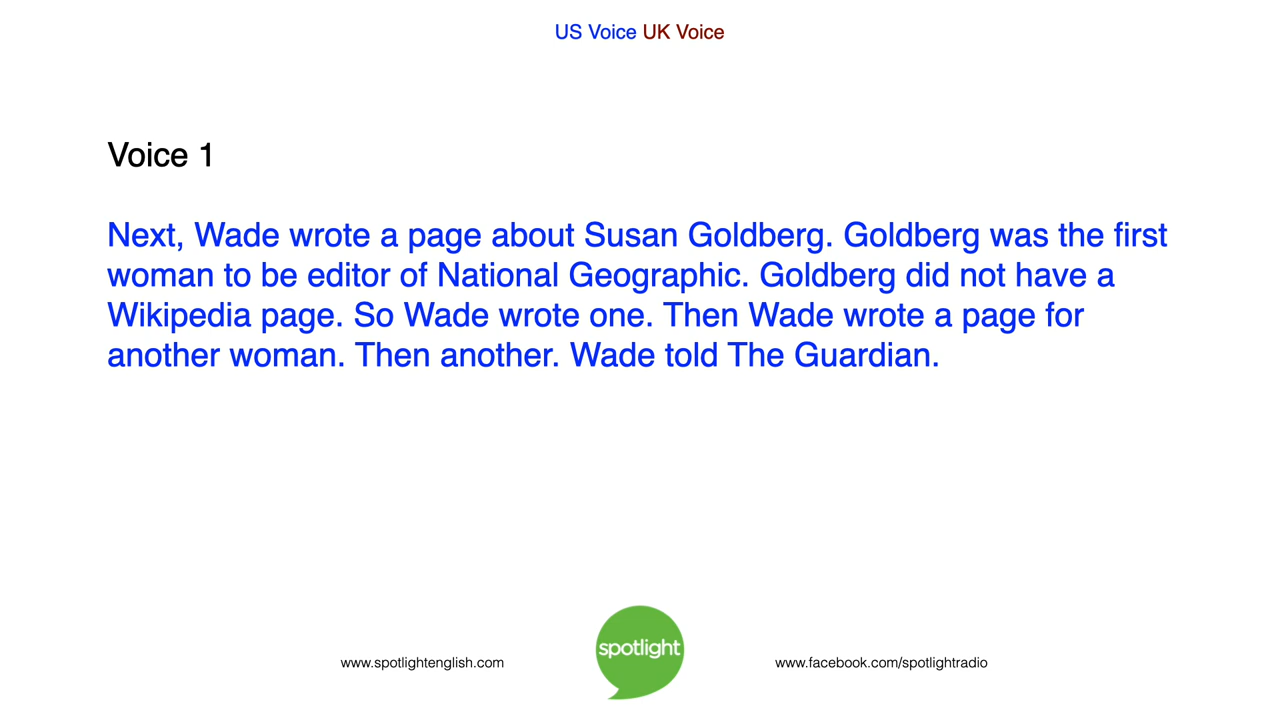 US Voice UK Voice
Voice 1
Next, Wade wrote a page about Susan Goldberg. Goldberg was the first
woman to be editor of National Geographic. Goldberg did not have a
Wikipedia page. So Wade wrote one. Then Wade wrote a page for
another woman. Then another. Wade told The Guardian.
spotlight
www.spotlightenglish.com
www.facebook.com/spotlightradio